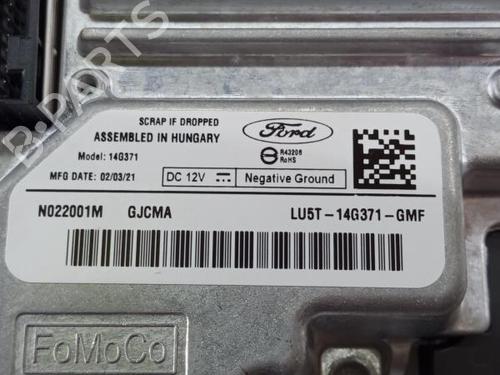 SCRAP IF DROPPED
ASSEMBLED IN HUNGARY
Model: 14G371
MFG DATE: 02/03/21
Ford
R43206
RoHS
DC 12V
Negative Ground
N022001M GJCMA LU5T-14G371-GMF
FoMoCo
B-PARTS